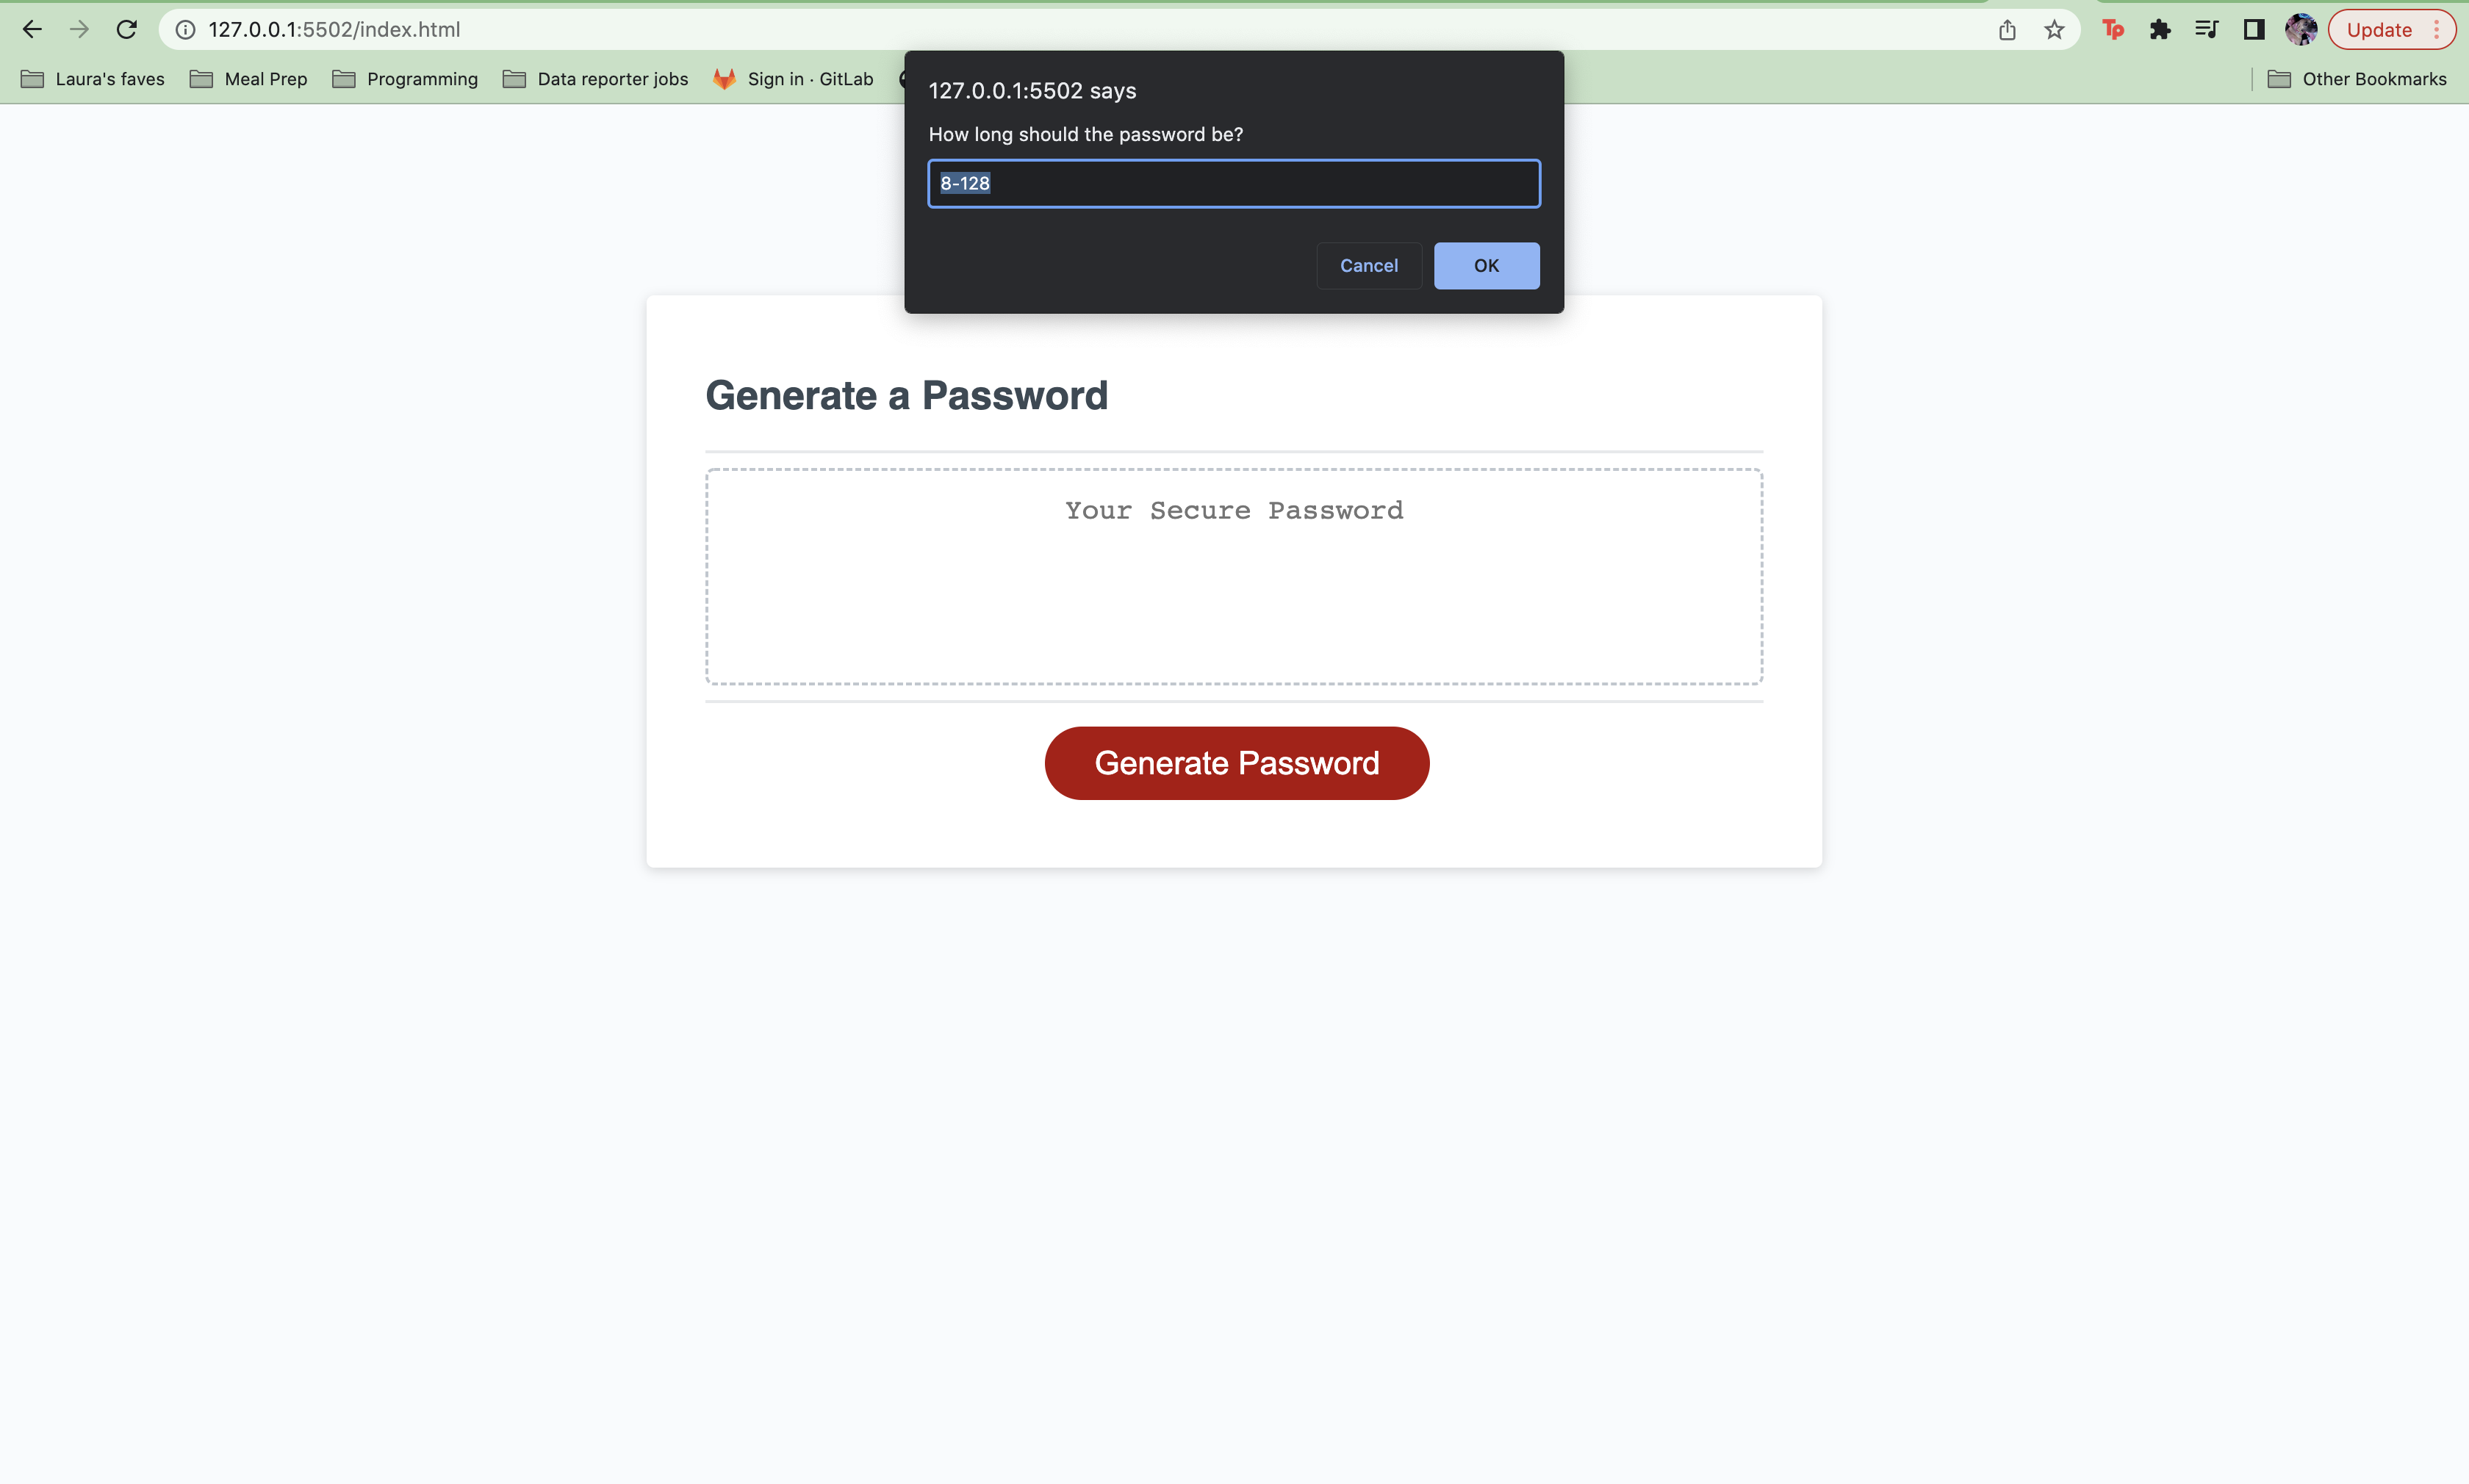 127.0.0.1:5502/index.html
Tp
Update
Laura's faves
Meal Prep
Programming
Data reporter jobs
Sign in · GitLab
Other Bookmarks
127.0.0.1:5502 says
How long should the password be?
8-128
Cancel
OK
Generate a Password
Your Secure Password
Generate Password